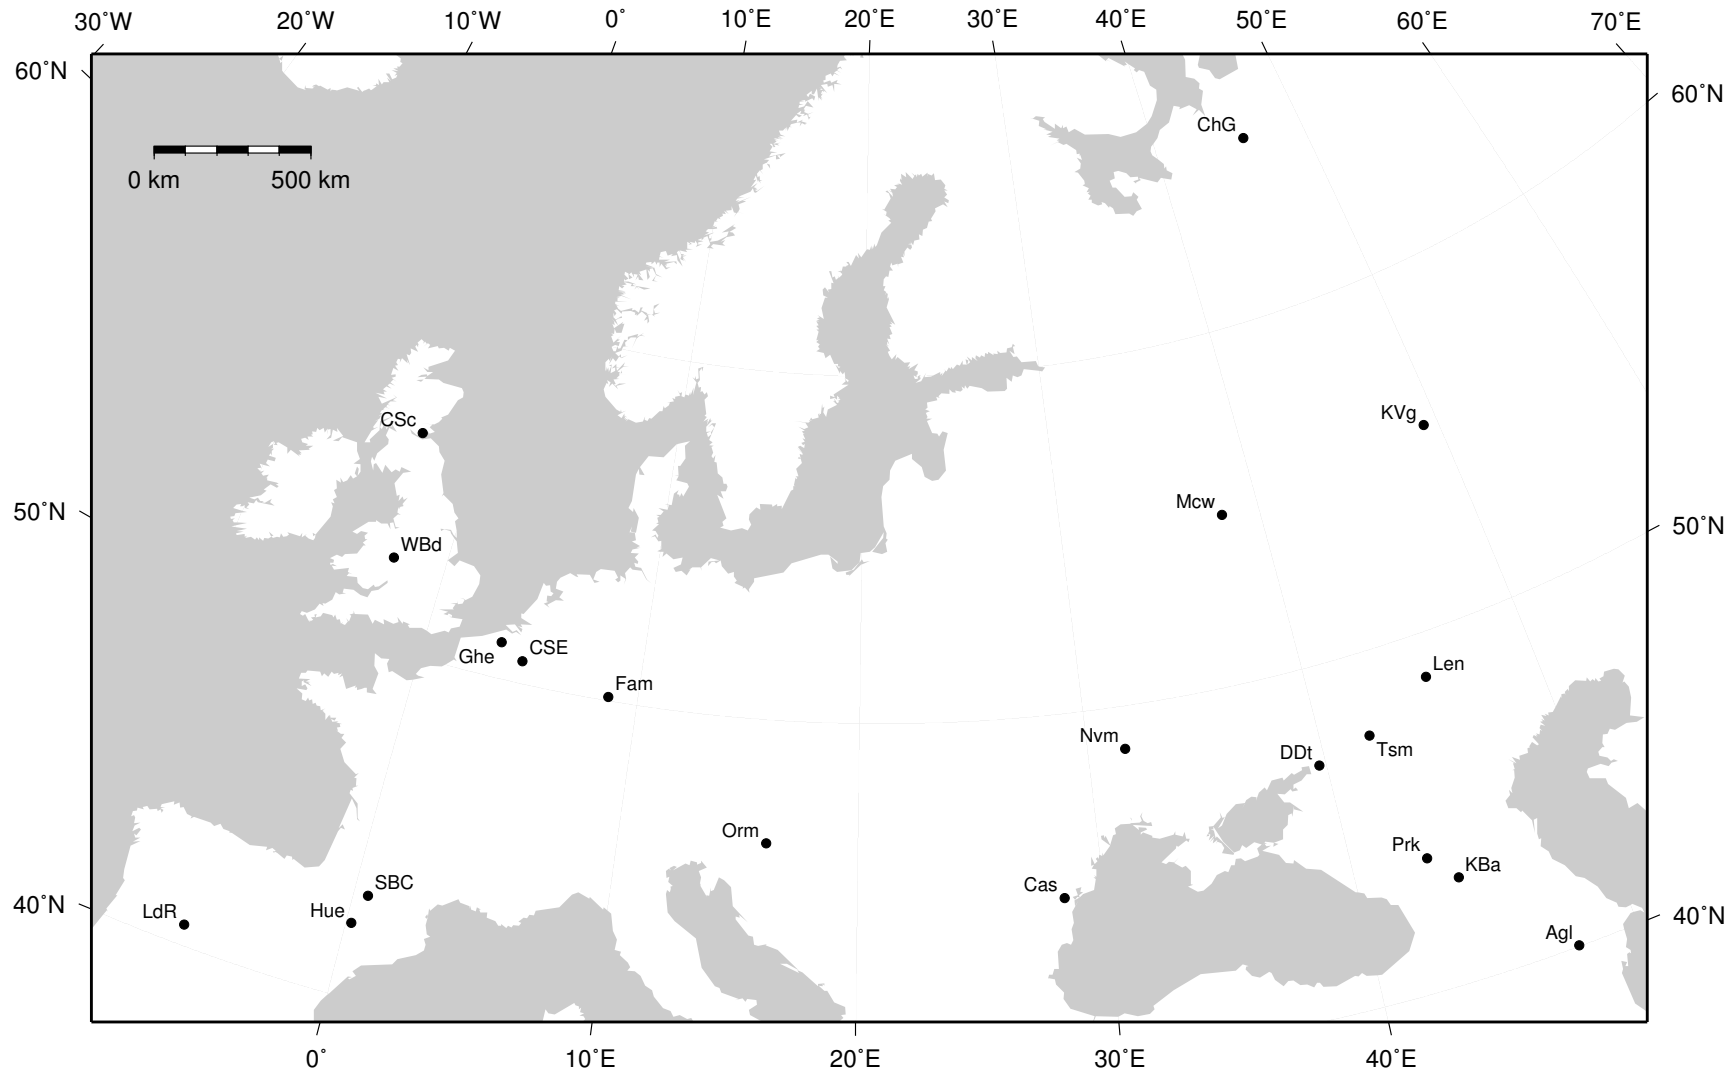 30˚W 20˚W 10˚W 0˚ 10˚E 20˚E 30˚E 40˚E 50˚E 60˚E 70˚E
60˚N
60˚N
ChG
0 km 500 km
CSc
KVg
Mcw
50˚N
50˚N
WBd
Ghe
CSE
Fam
Len
Nvm
DDt
Tsm
Orm
Prk
KBa
SBC
Cas
LdR
Hue
40˚N
40˚N
Agl
0˚ 10˚E 20˚E 30˚E 40˚E